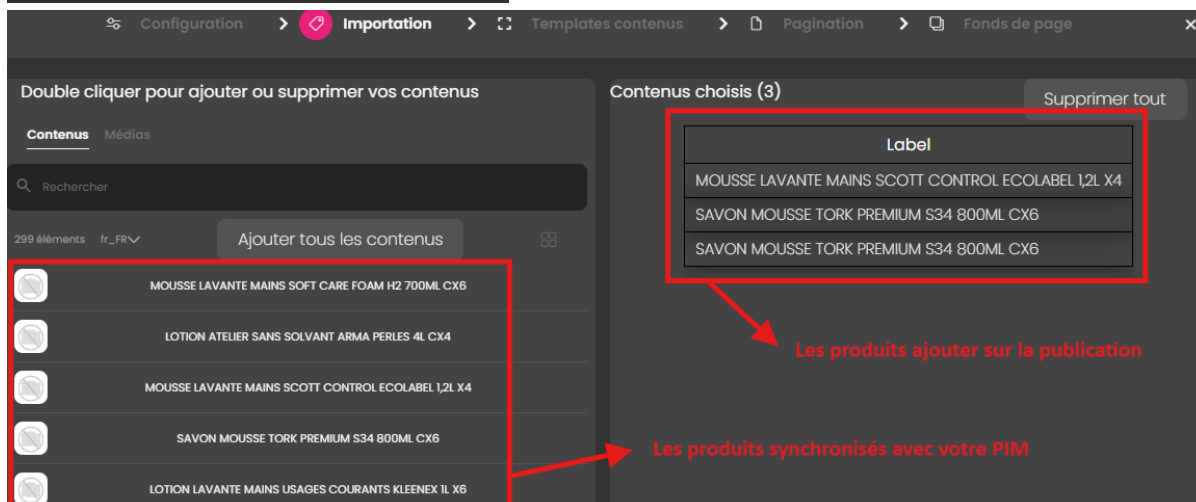 Configuration > Importation > Templates contenus > Pagination > Fonds de page ×
Double cliquer pour ajouter ou supprimer vos contenus
Contenus Médias
Rechercher
299 éléments fr_FR Ajouter tous les contenus
MOUSSE LAVANTE MAINS SOFT CARE FOAM H2 700ML CX6
LOTION ATELIER SANS SOLVANT ARMA PERLES 4L CX4
MOUSSE LAVANTE MAINS SCOTT CONTROL ECOLABEL 1,2L X4
SAVON MOUSSE TORK PREMIUM S34 800ML CX6
LOTION LAVANTE MAINS USAGES COURANTS KLEENEX 1L X6
Contenus choisis (3)
Supprimer tout
Label
MOUSSE LAVANTE MAINS SCOTT CONTROL ECOLABEL 1,2L X4
SAVON MOUSSE TORK PREMIUM S34 800ML CX6
SAVON MOUSSE TORK PREMIUM S34 800ML CX6
Les produits ajouter sur la publication
Les produits synchronisés avec votre PIM